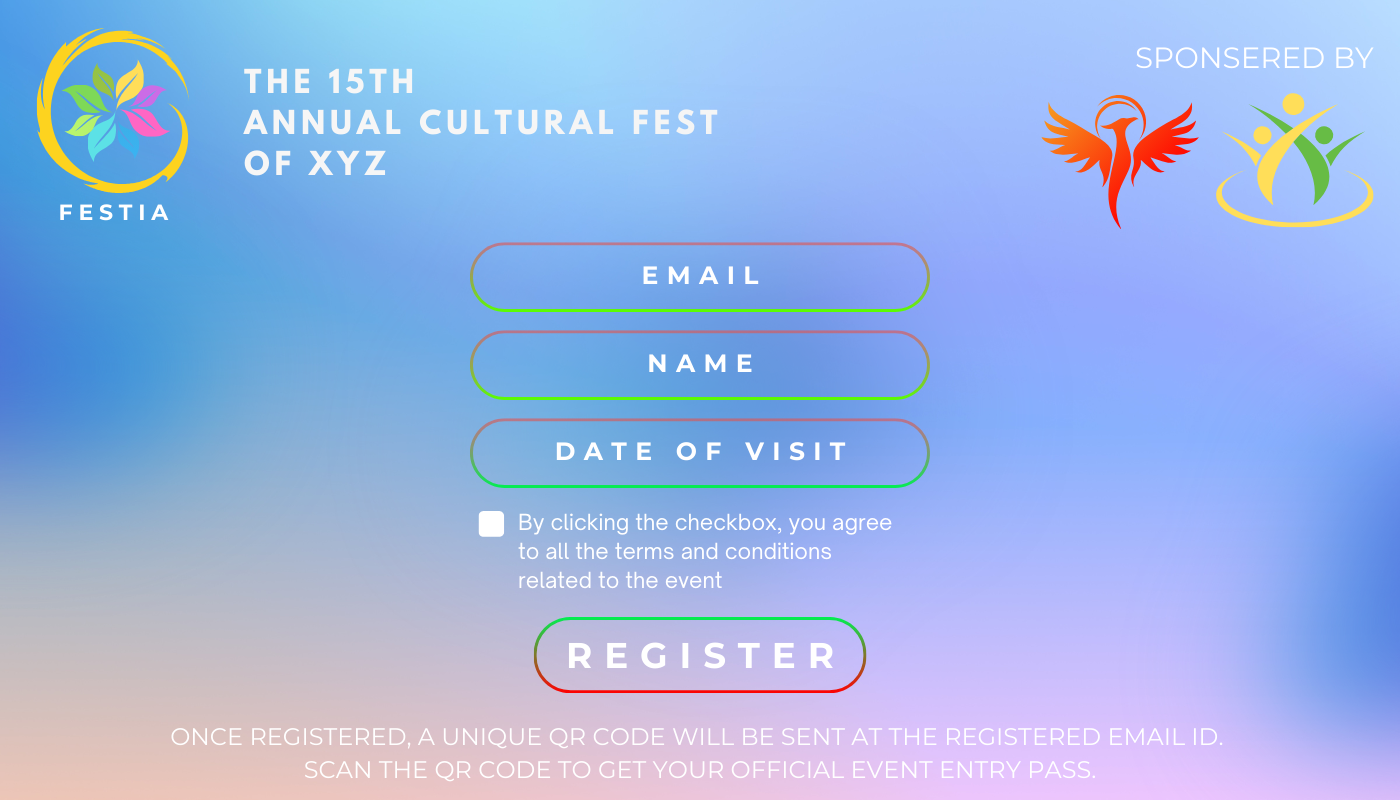 FESTIA
THE 15TH
ANNUAL CULTURAL FEST
OF XYZ
SPONSERED BY
EMAIL
NAME
DATE OF VISIT
By clicking the checkbox, you agree
to all the terms and conditions
related to the event
REGISTER
ONCE REGISTERED, A UNIQUE QR CODE WILL BE SENT AT THE REGISTERED EMAIL ID.
SCAN THE QR CODE TO GET YOUR OFFICIAL EVENT ENTRY PASS.